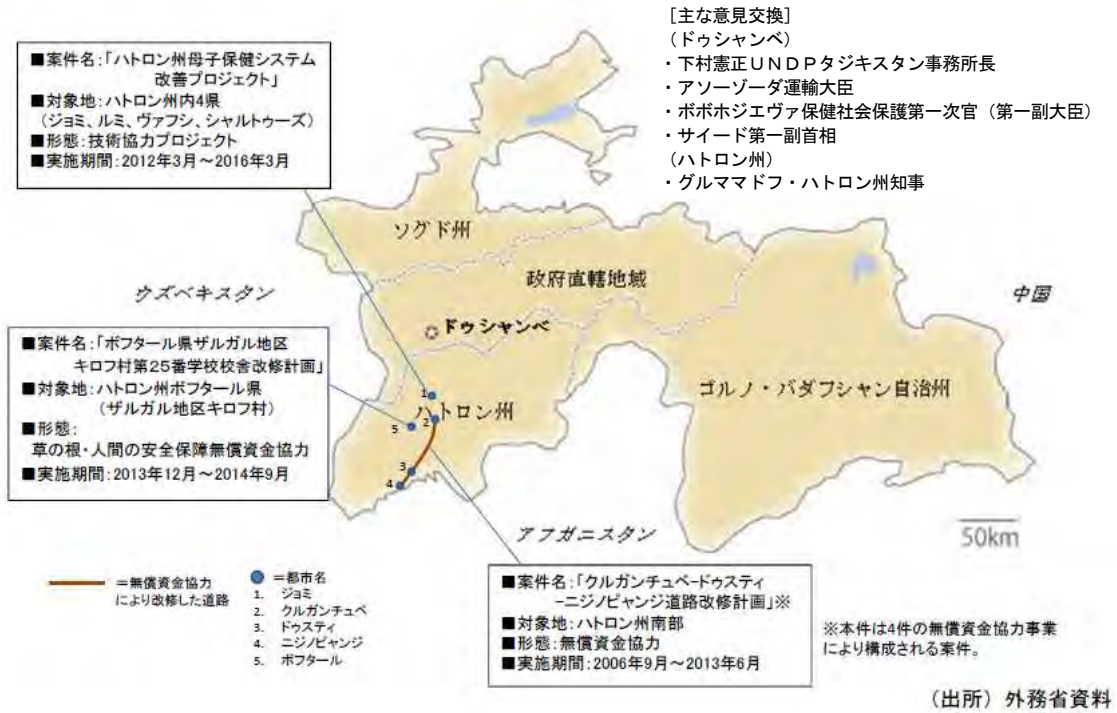 [主な意見交換]
(ドゥシャンベ)
・下村憲正ＵＮＤＰタジキスタン事務所長
・アソーゾーダ運輸大臣
・ボボホジエヴァ保健社会保護第一次官（第一副大臣）
・サイード第一副首相
(ハトロン州)
・グルママドフ・ハトロン州知事
■案件名：「ハトロン州母子保健システム
改善プロジェクト」
■対象地：ハトロン州内４県
（ジョミ、ルミ、ヴァフシ、シャルトゥーズ）
■形態：技術協力プロジェクト
■実施期間：2012年3月～2016年3月
ソグド州
政府直轄地域
ウズベキスタン
中国
ドゥシャンベ
ゴルノ・バダフシャン自治州
ハトロン州
1
2
3
4
5
■案件名：「ボフタール県ザルガル地区
キロフ村第２５番学校校舎改修計画」
■対象地：ハトロン州ボフタール県
（ザルガル地区キロフ村）
■形態：
草の根・人間の安全保障無償資金協力
■実施期間：2013年12月～2014年9月
アフガニスタン
50km
＝無償資金協力
により改修した道路
＝都市名
1. ジョミ
2. クルガンチュベ
3. ドゥスティ
4. ニジノピャンジ
5. ボフタール
■案件名：「クルガンチュベ-ドゥスティ
-ニジノピャンジ道路改修計画」※
■対象地：ハトロン州南部
■形態：無償資金協力
■実施期間：2006年9月～2013年6月
※本件は4件の無償資金協力事業
により構成される案件。
（出所）外務省資料